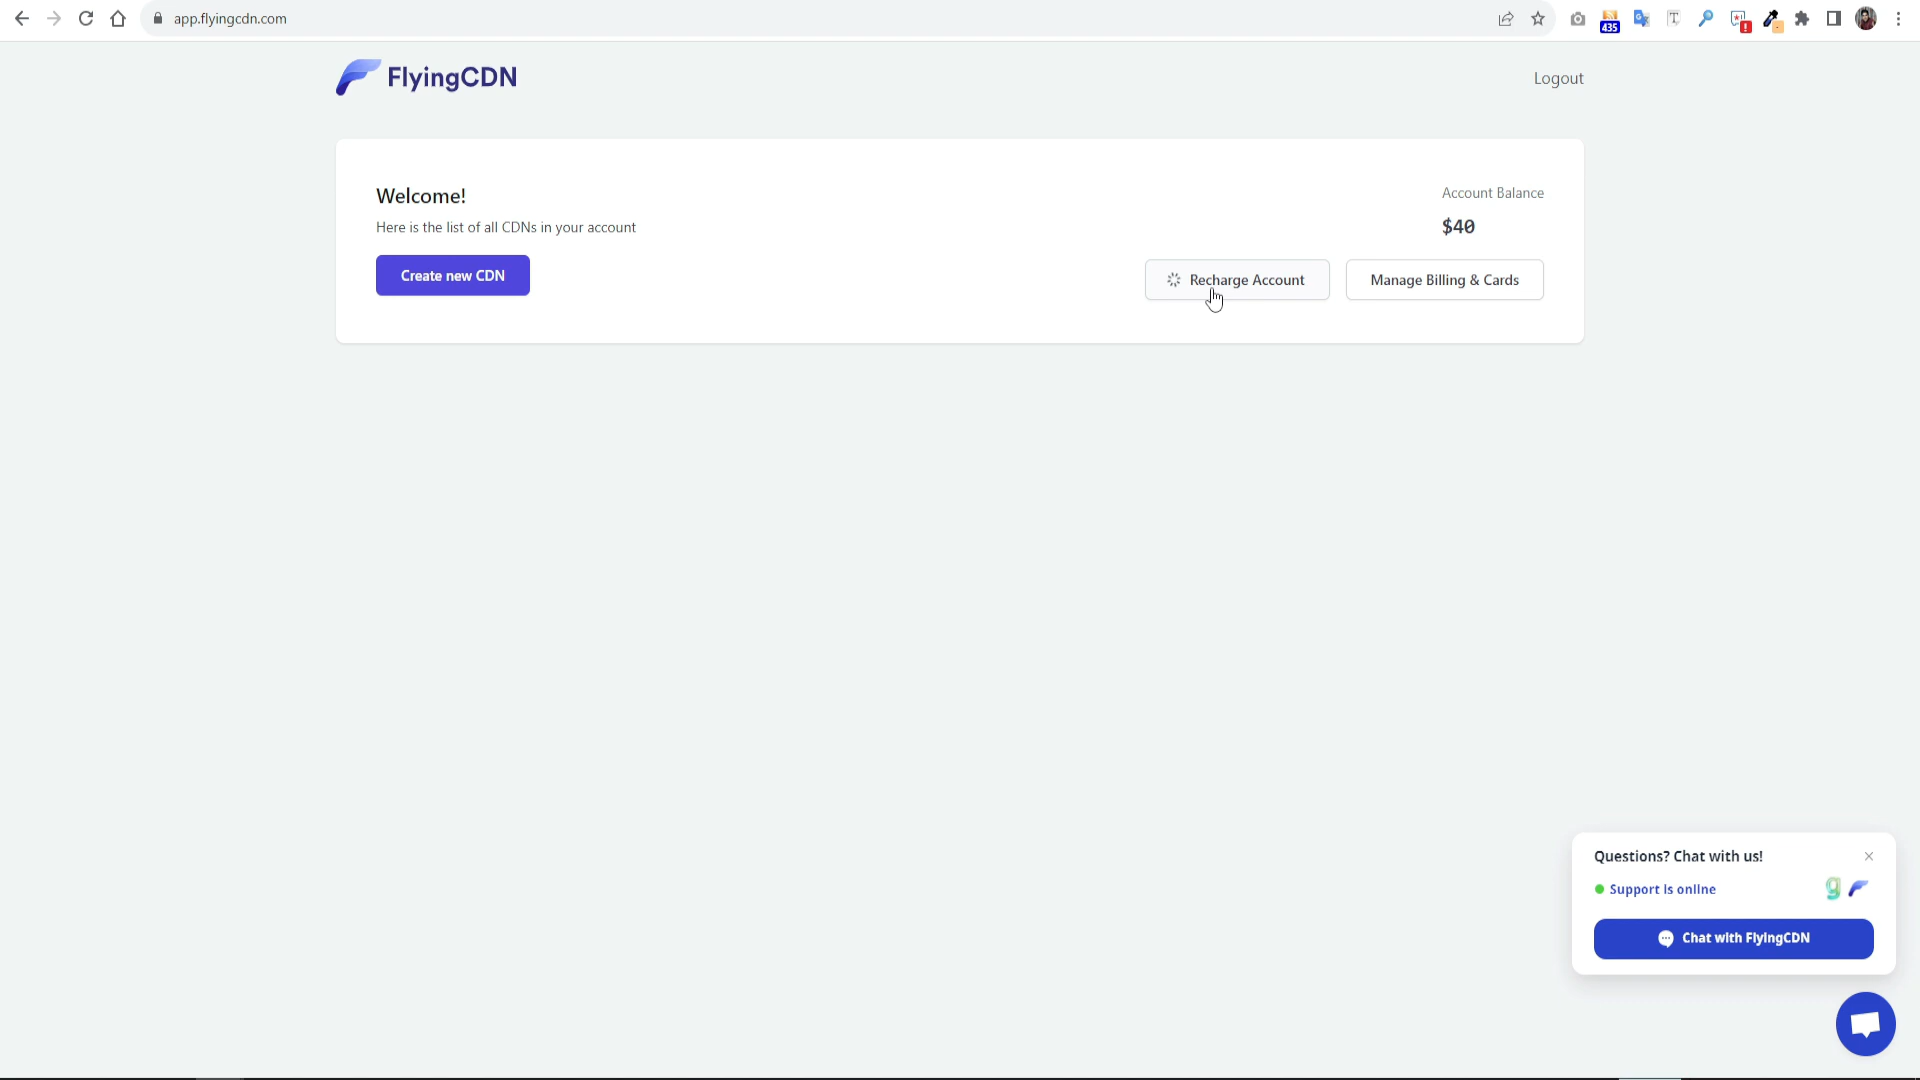 app.flyingcdn.com
435
FlyingCDN
Logout
Welcome!
Here is the list of all CDNs in your account
Create new CDN
Account Balance
$40
Recharge Account
Manage Billing & Cards
Questions? Chat with us!
Support is online
Chat with FlyingCDN